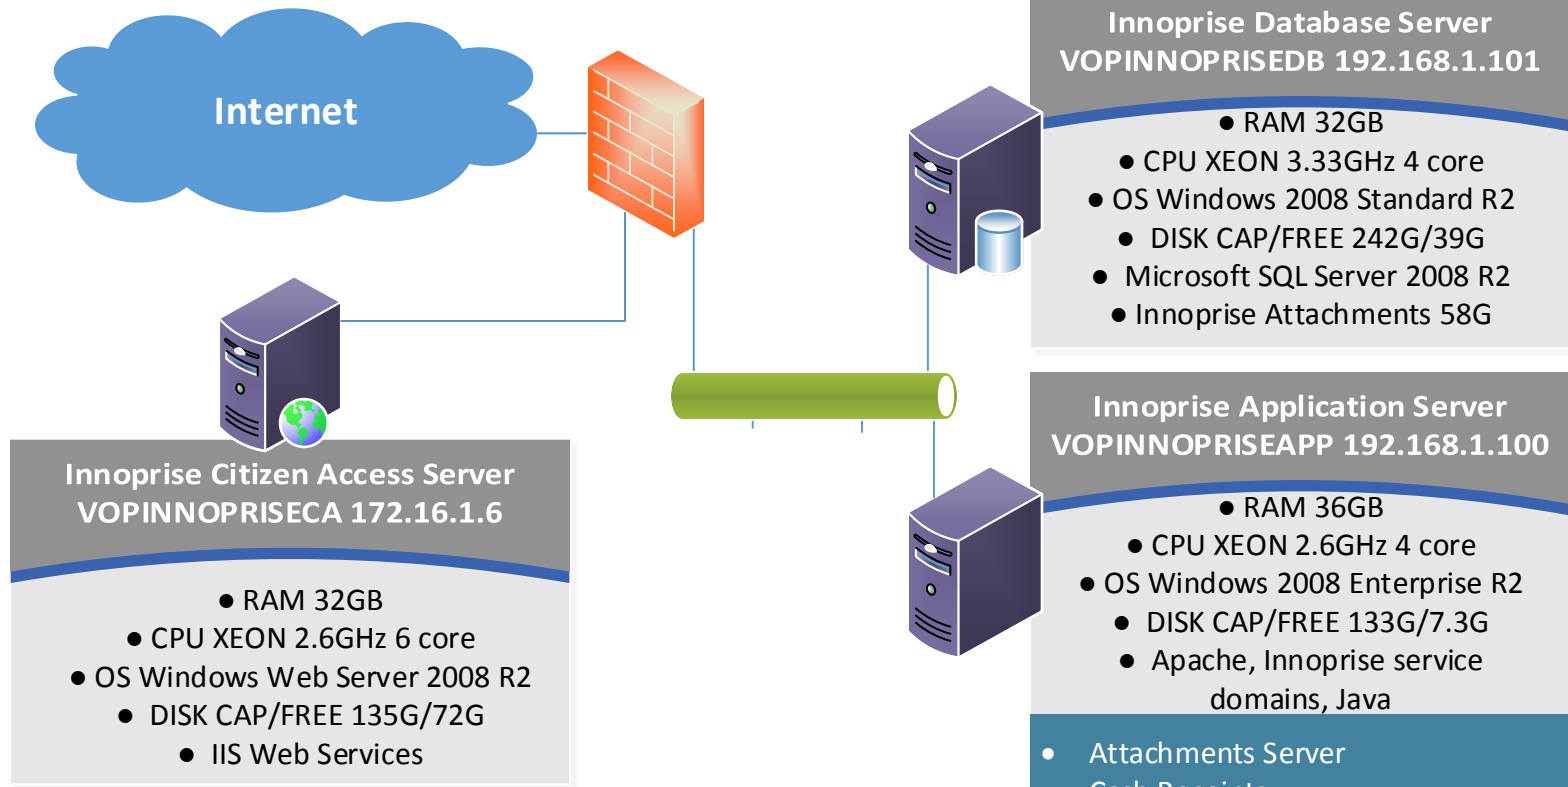 Internet
Innoprise Database Server
VOPINNOPRISEDB 192.168.1.101
● RAM 32GB
● CPU XEON 3.33GHz 4 core
● OS Windows 2008 Standard R2
● DISK CAP/FREE 242G/39G
● Microsoft SQL Server 2008 R2
● Innoprise Attachments 58G
Innoprise Citizen Access Server
VOPINNOPRISECA 172.16.1.6
● RAM 32GB
● CPU XEON 2.6GHz 6 core
● OS Windows Web Server 2008 R2
● DISK CAP/FREE 135G/72G
● IIS Web Services
Innoprise Application Server
VOPINNOPRISEAPP 192.168.1.100
● RAM 36GB
● CPU XEON 2.6GHz 4 core
● OS Windows 2008 Enterprise R2
● DISK CAP/FREE 133G/7.3G
● Apache, Innoprise service
domains, Java
● Attachments Server
Cash Receipts